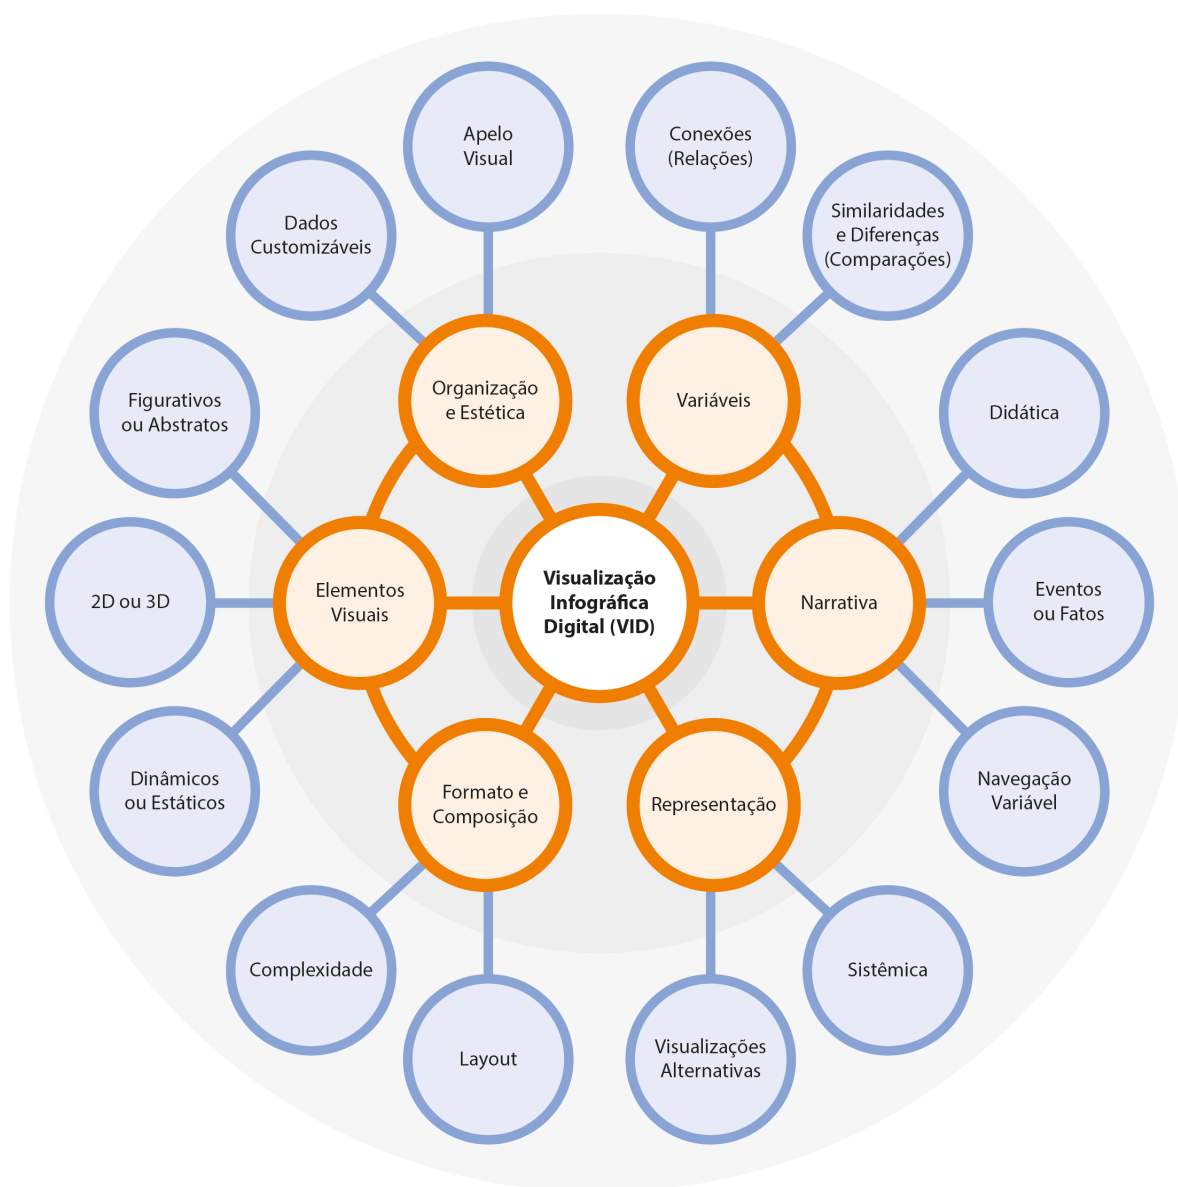 Apelo
Visual
Conexões
(Relações)
Dados
Customizáveis
Similaridades
e Diferenças
(Comparações)
Figurativos
ou Abstratos
Organização
e Estética
Variáveis
Didática
2D ou 3D
Elementos
Visuais
Visualização
Infográfica
Digital (VID)
Narrativa
Eventos
ou Fatos
Dinâmicos
ou Estáticos
Formato e
Composição
Representação
Navegação
Variável
Complexidade
Layout
Visualizações
Alternativas
Sistêmica